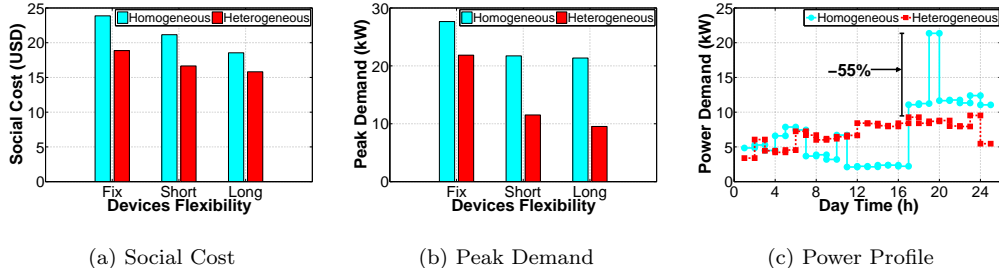 Homogeneous
Heterogeneous
25
20
15
10
5
0
Social Cost (USD)
Fix
Short
Long
Devices Flexibility
(a) Social Cost
Homogeneous
Heterogeneous
30
20
10
0
Peak Demand (kW)
Fix
Short
Long
Devices Flexibility
(b) Peak Demand
Homogeneous
Heterogeneous
25
20
15
10
5
0
Power Demand (kW)
−55%
0
4
8
12
16
20
24
Day Time (h)
(c) Power Profile